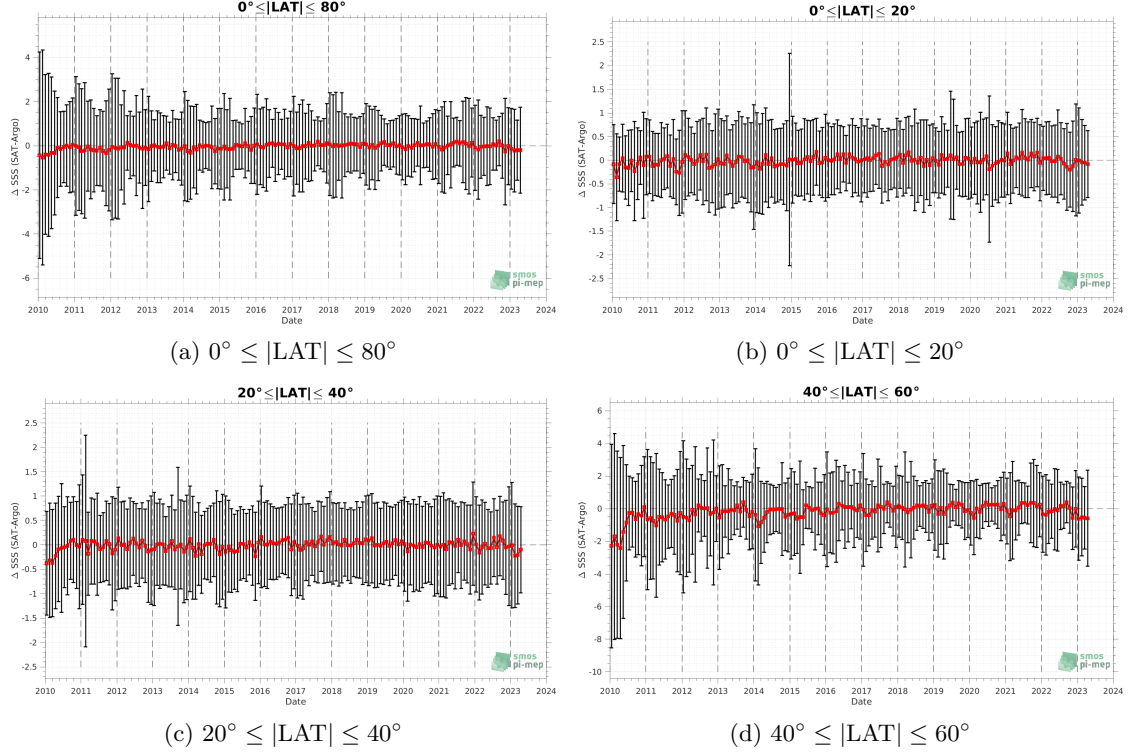 0°≤|LAT|≤ 80°
Δ SSS (SAT-Argo)
4
2
0
-2
-4
-6
2010 2011 2012 2013 2014 2015 2016 2017 2018 2019 2020 2021 2022 2023 2024
Date
smos
pi-mep
(a) 0° ≤ |LAT| ≤ 80°
0°≤|LAT|≤ 20°
Δ SSS (SAT-Argo)
2.5
2
1.5
1
0.5
0
-0.5
-1
-1.5
-2
-2.5
2010 2011 2012 2013 2014 2015 2016 2017 2018 2019 2020 2021 2022 2023 2024
Date
smos
pi-mep
(b) 0° ≤ |LAT| ≤ 20°
20°≤|LAT|≤ 40°
Δ SSS (SAT-Argo)
2.5
2
1.5
1
0.5
0
-0.5
-1
-1.5
-2
-2.5
2010 2011 2012 2013 2014 2015 2016 2017 2018 2019 2020 2021 2022 2023 2024
Date
smos
pi-mep
(c) 20° ≤ |LAT| ≤ 40°
40°≤|LAT|≤ 60°
Δ SSS (SAT-Argo)
6
4
2
0
-2
-4
-6
-8
-10
2010 2011 2012 2013 2014 2015 2016 2017 2018 2019 2020 2021 2022 2023 2024
Date
smos
pi-mep
(d) 40° ≤ |LAT| ≤ 60°